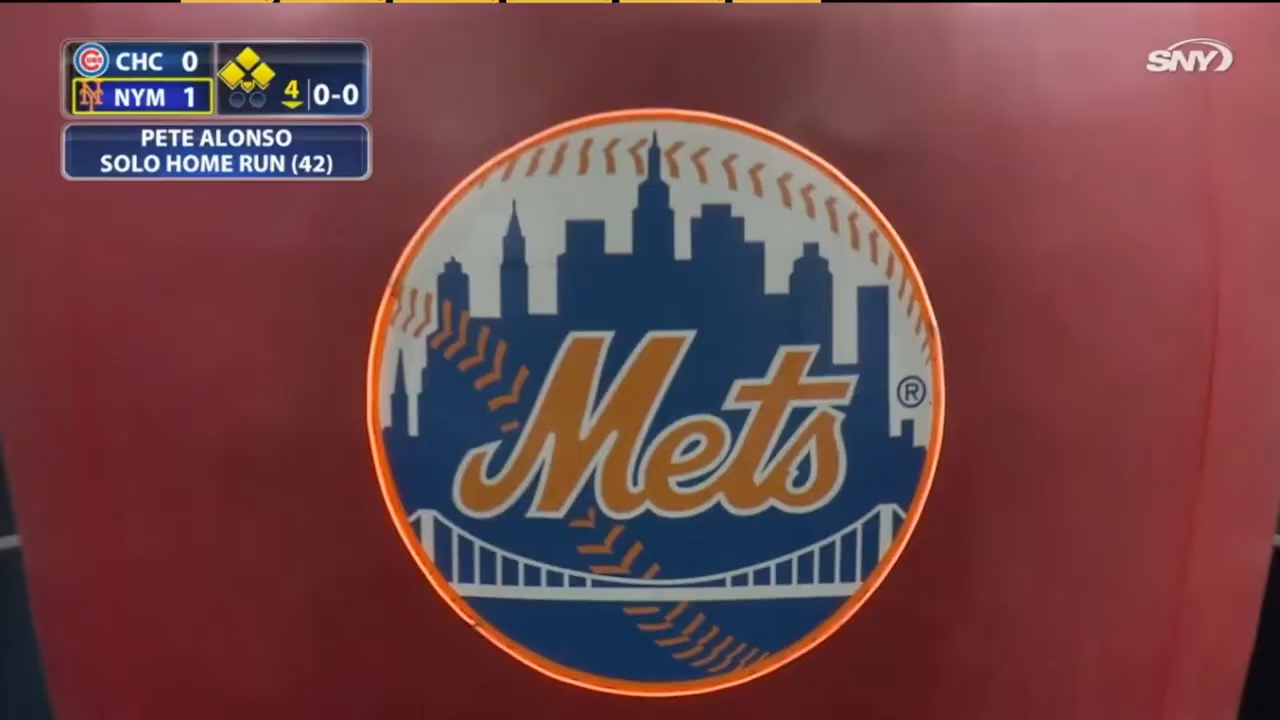 CHC 0
NYM 1
4 0-0
PETE ALONSO
SOLO HOME RUN (42)
SNY
Mets ®